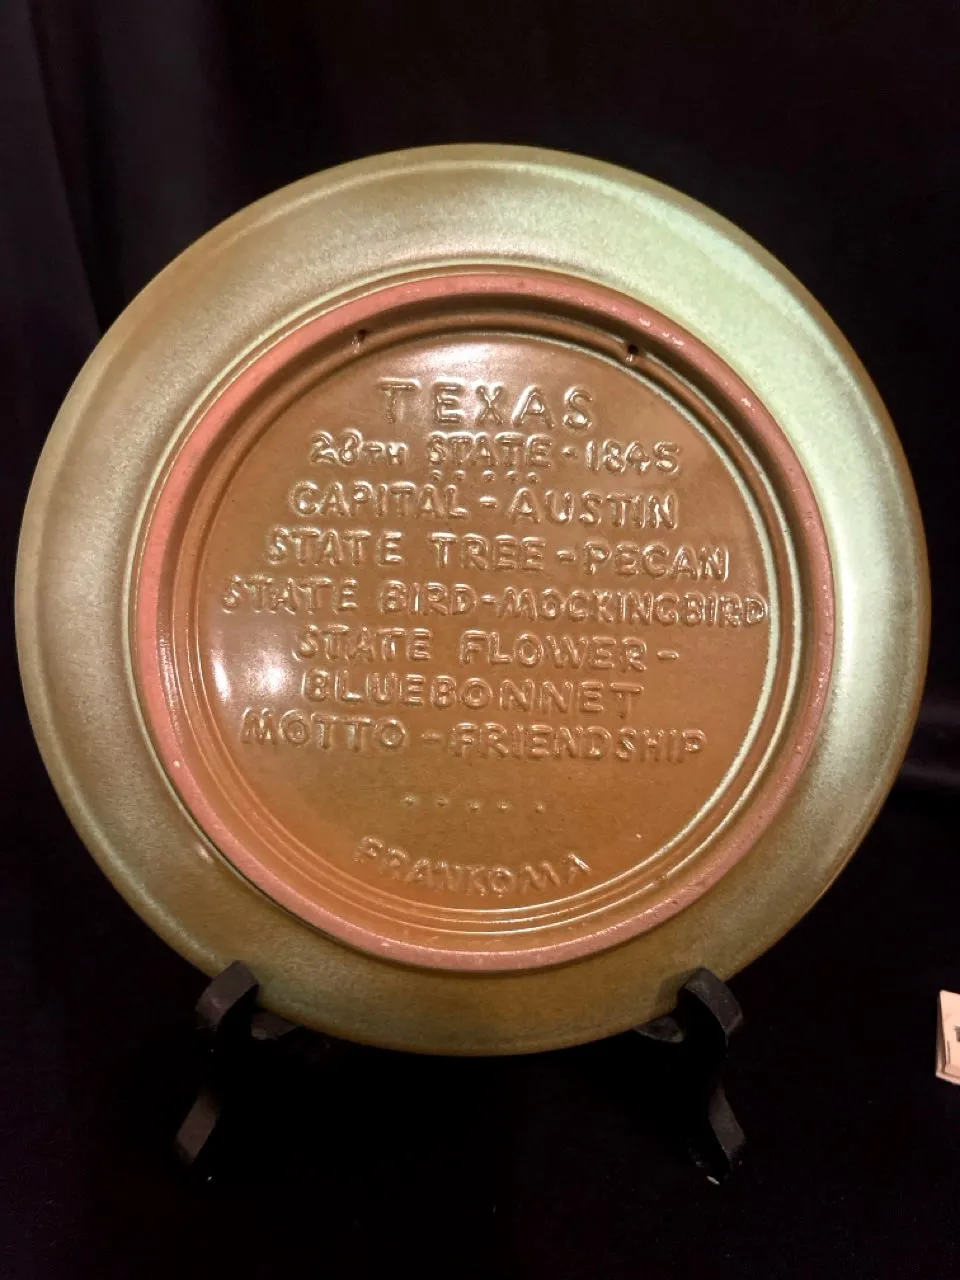 TEXAS
28TH STATE · 1845
CAPITAL - AUSTIN
STATE TREE - PECAN
STATE BIRD - MOCKINGBIRD
STATE FLOWER -
BLUEBONNET
MOTTO - FRIENDSHIP
FRANKOMA